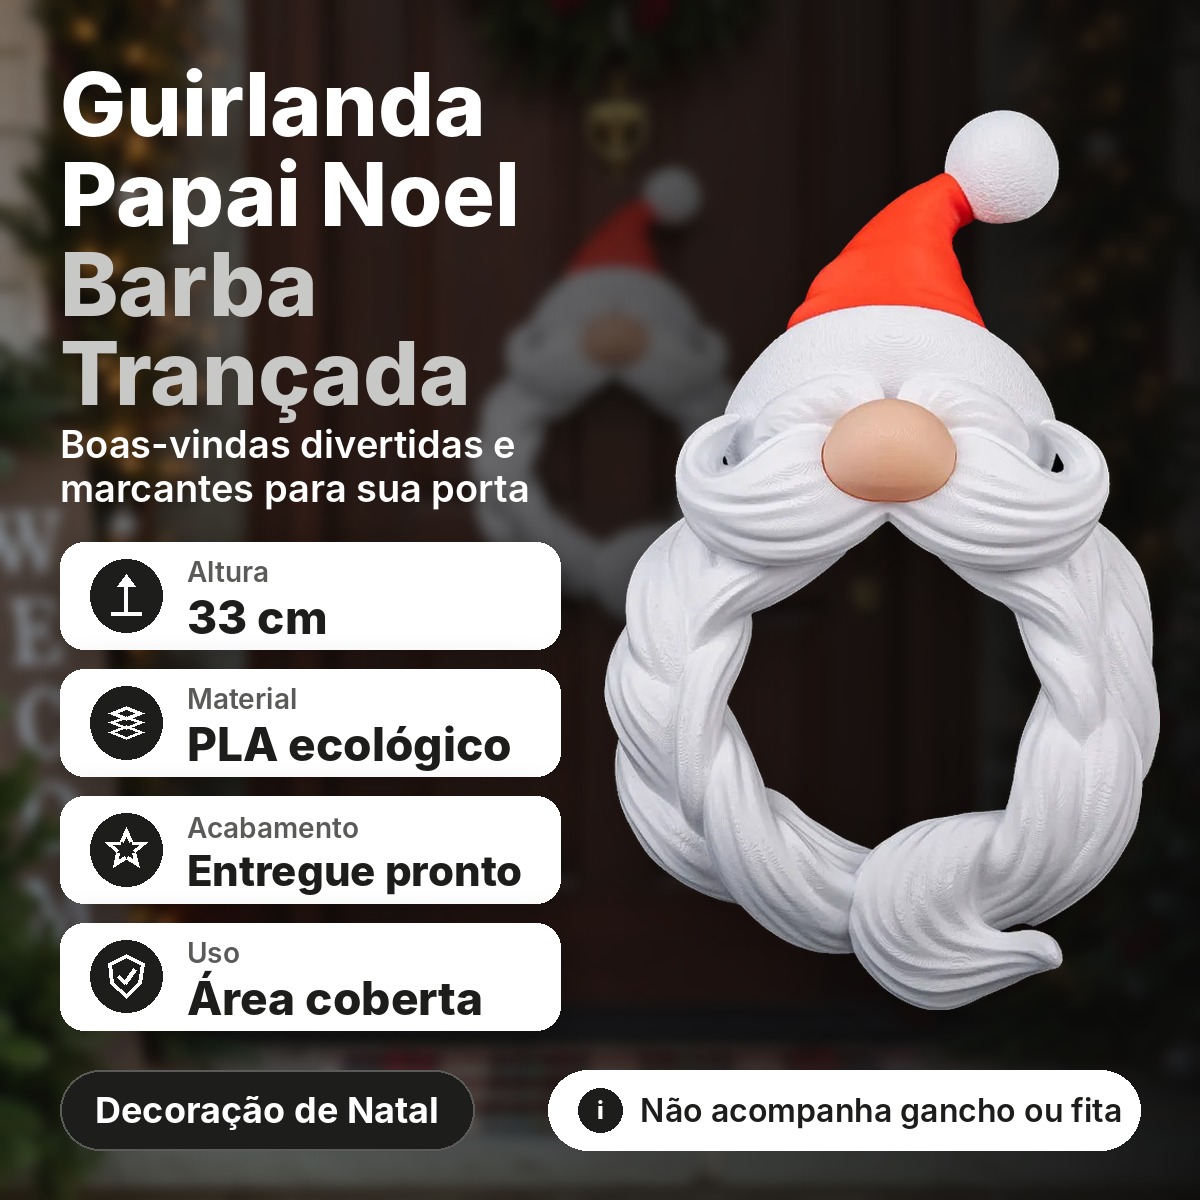 Guirlanda
Papai Noel
Barba
Trançada
Boas-vindas divertidas e
marcantes para sua porta
Altura
33 cm
Material
PLA ecológico
Acabamento
Entregue pronto
Uso
Área coberta
Decoração de Natal
i Não acompanha gancho ou fita